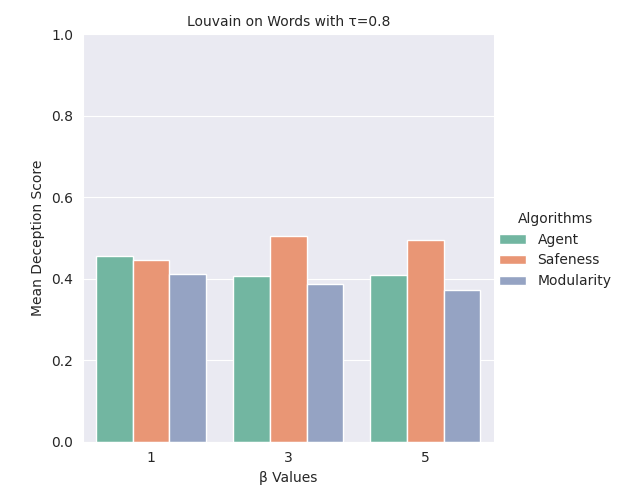 Louvain on Words with τ=0.8
Mean Deception Score
1.0
0.8
0.6
0.4
0.2
0.0
1
3
5
β Values
Algorithms
Agent
Safeness
Modularity